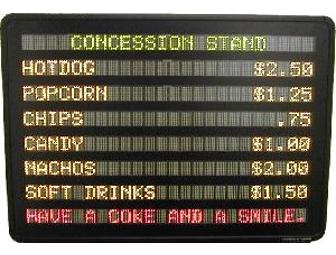 CONCESSION STAND
HOTDOG $2.50
POPCORN $1.25
CHIPS .75
CANDY $1.00
NACHOS $2.00
SOFT DRINKS $1.50
HAVE A COKE AND A SMILE.